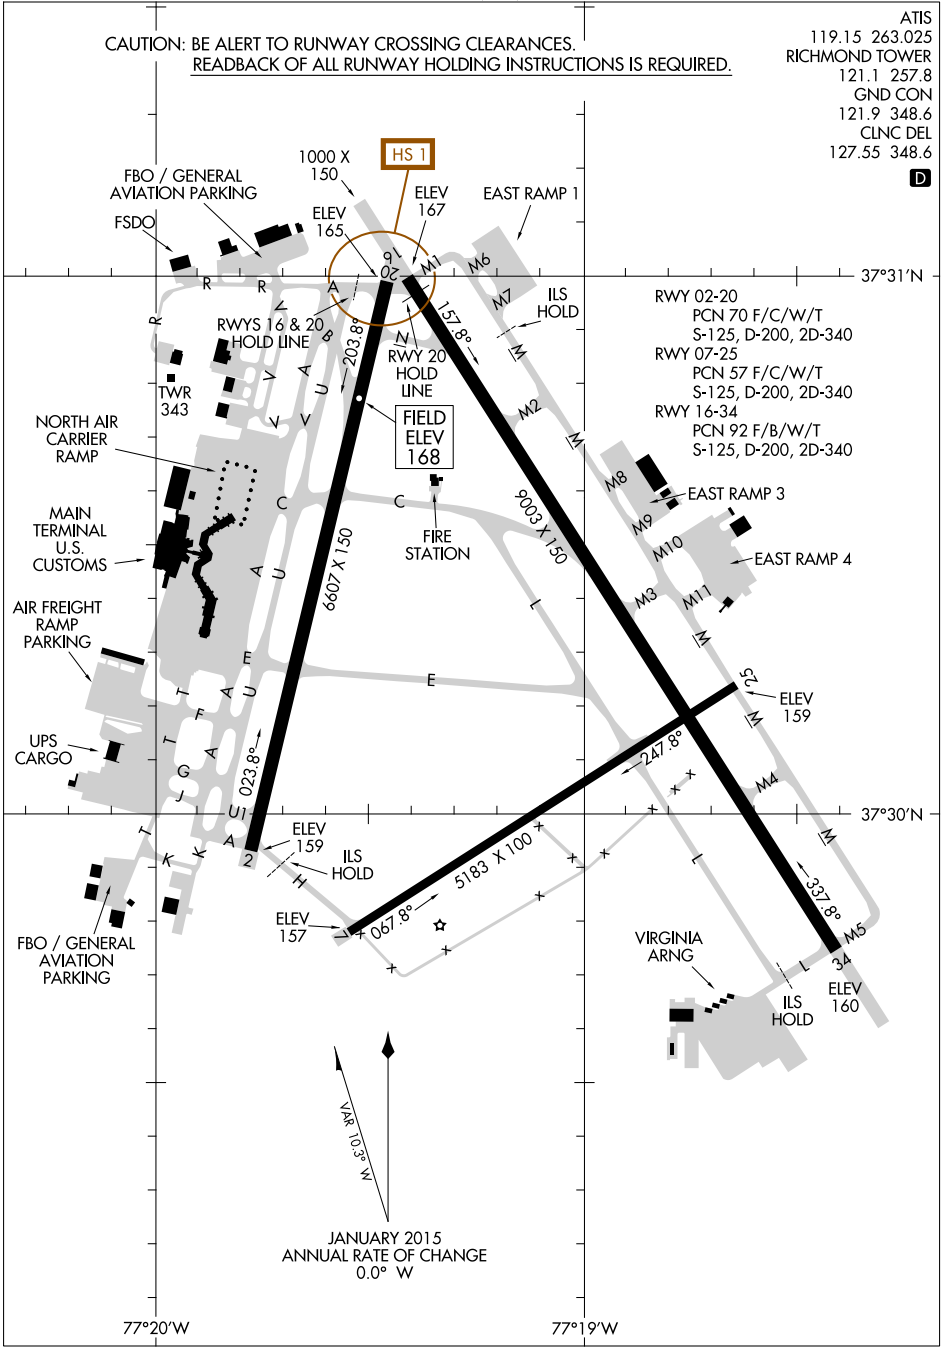 CAUTION: BE ALERT TO RUNWAY CROSSING CLEARANCES.
READBACK OF ALL RUNWAY HOLDING INSTRUCTIONS IS REQUIRED.
ATIS
119.15 263.025
RICHMOND TOWER
121.1 257.8
GND CON
121.9 348.6
CLNC DEL
127.55 348.6
D
HS 1
1000 X
150
FBO / GENERAL
AVIATION PARKING
FSDO
ELEV
165
ELEV
167
EAST RAMP 1
16
20
M1
M6
M7
37°31'N
R
R
R
V
A
B
RWYS 16 & 20
HOLD LINE
203.8°
157.8°
N
RWY 20
HOLD
LINE
ILS
HOLD
M
RWY 02-20
PCN 70 F/C/W/T
S-125, D-200, 2D-340
RWY 07-25
PCN 57 F/C/W/T
S-125, D-200, 2D-340
RWY 16-34
PCN 92 F/B/W/T
S-125, D-200, 2D-340
TWR
343
V
V
A
U
V
M2
M
FIELD
ELEV
168
NORTH AIR
CARRIER
RAMP
MAIN
TERMINAL
U.S.
CUSTOMS
C
C
FIRE
STATION
9003 X 150
M8
EAST RAMP 3
M9
M10
EAST RAMP 4
A
U
6607 X 150
L
M3
M11
M
AIR FREIGHT
RAMP
PARKING
E
E
T
A
U
F
T
A
G
J
25
ELEV
159
M
UPS
CARGO
023.8°
247.8°
M4
37°30'N
U1
A
2
T
K
K
ELEV
159
ILS
HOLD
H
X
X
X
X
X
X
X
X
X
X
5183 X 100
067.8°
7
ELEV
157
L
M
337.8°
M5
34
L
ELEV
160
ILS
HOLD
VIRGINIA
ARNG
FBO / GENERAL
AVIATION
PARKING
VAR 10.3° W
JANUARY 2015
ANNUAL RATE OF CHANGE
0.0° W
77°20'W
77°19'W